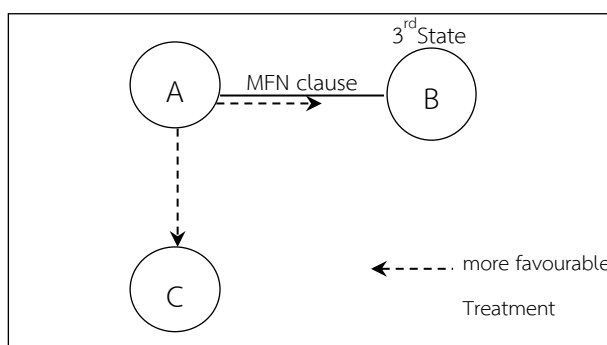 3rd State
MFN clause
A
B
C
more favourable
Treatment